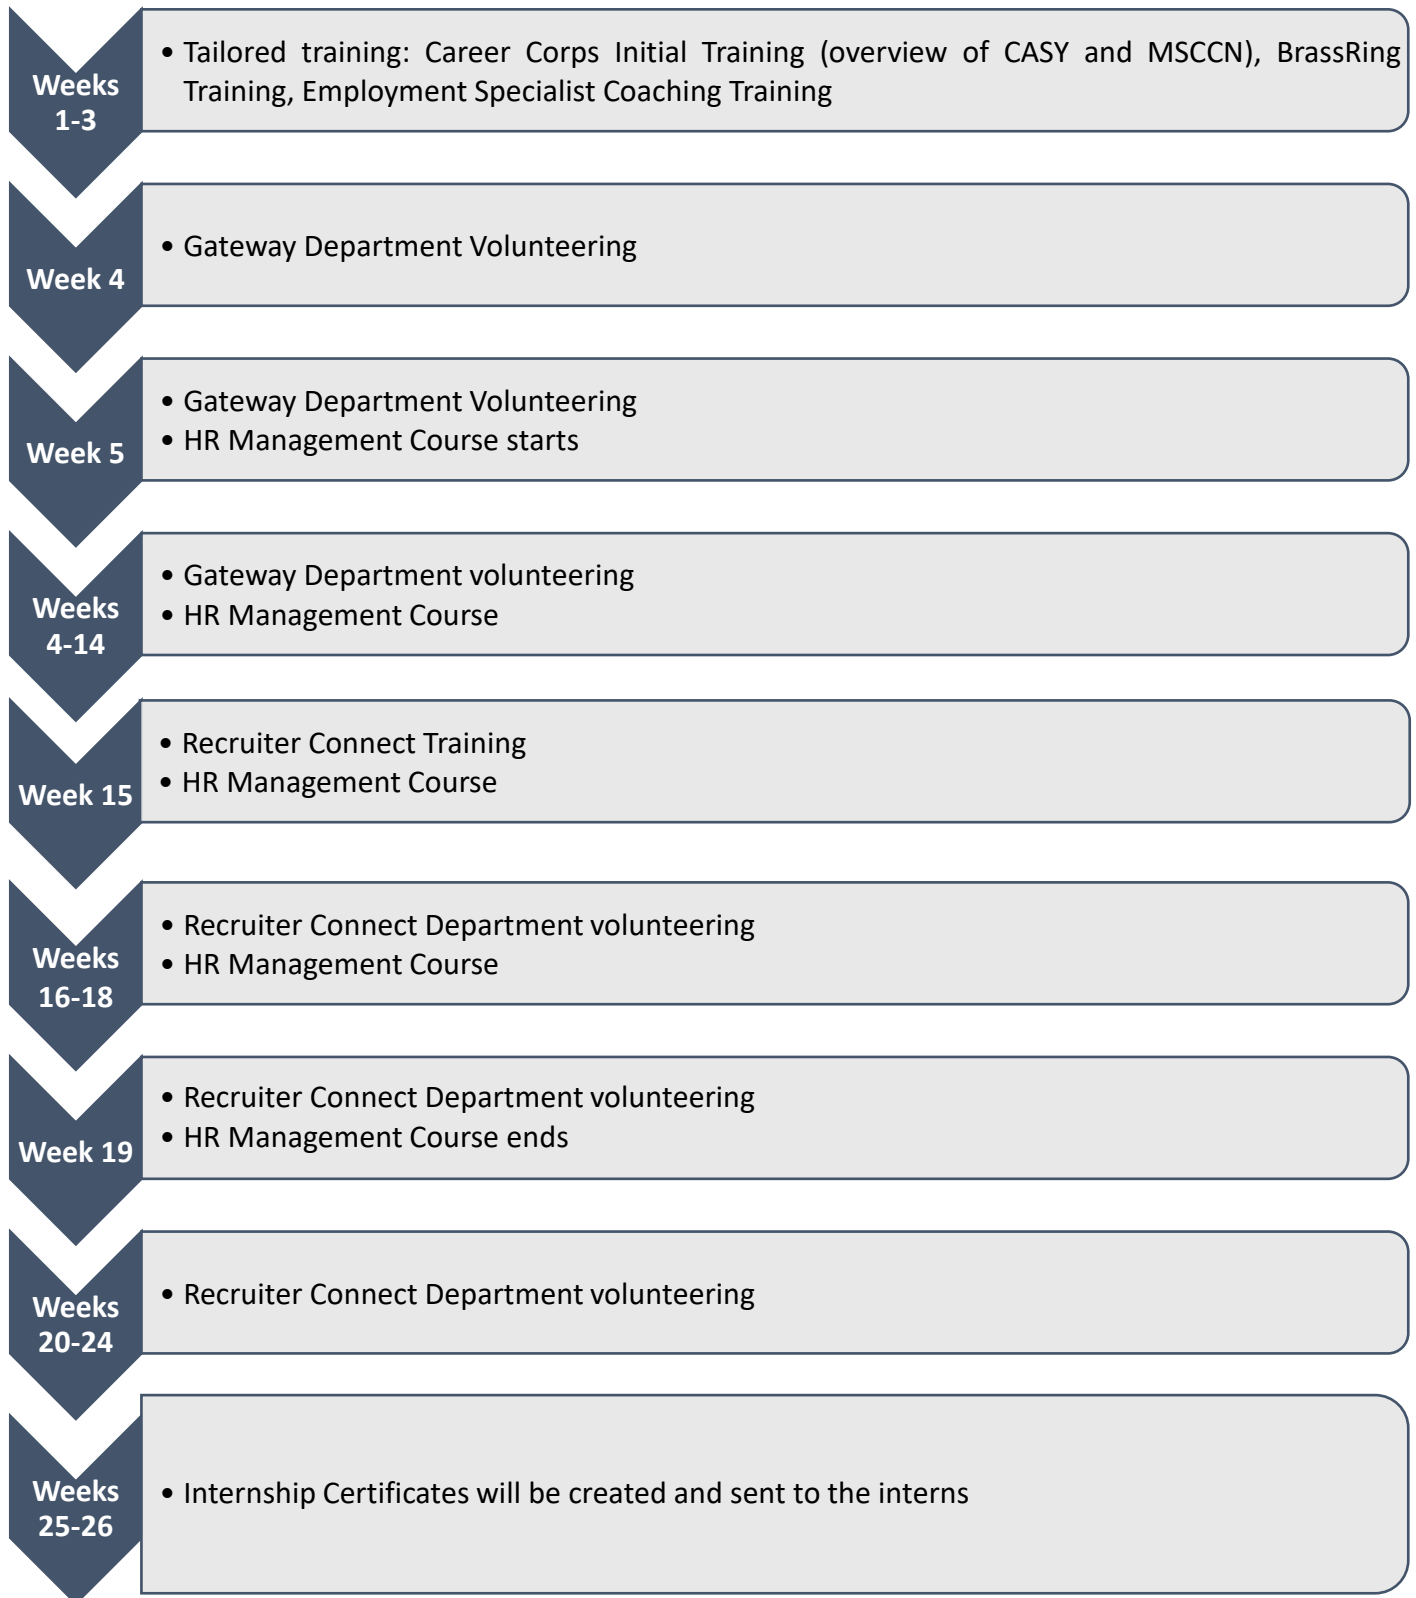 Weeks
1-3
• Tailored training: Career Corps Initial Training (overview of CASY and MSCCN), BrassRing
Training, Employment Specialist Coaching Training
Week 4
• Gateway Department Volunteering
Week 5
• Gateway Department Volunteering
• HR Management Course starts
Weeks
4-14
• Gateway Department volunteering
• HR Management Course
Week 15
• Recruiter Connect Training
• HR Management Course
Weeks
16-18
• Recruiter Connect Department volunteering
• HR Management Course
Week 19
• Recruiter Connect Department volunteering
• HR Management Course ends
Weeks
20-24
• Recruiter Connect Department volunteering
Weeks
25-26
• Internship Certificates will be created and sent to the interns